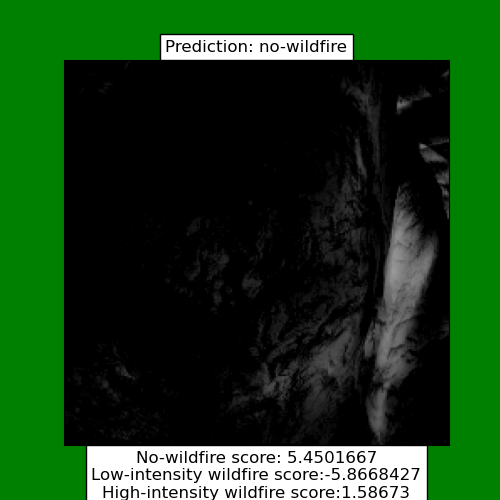 Prediction: no-wildfire
No-wildfire score: 5.4501667
Low-intensity wildfire score:-5.8668427
High-intensity wildfire score:1.58673